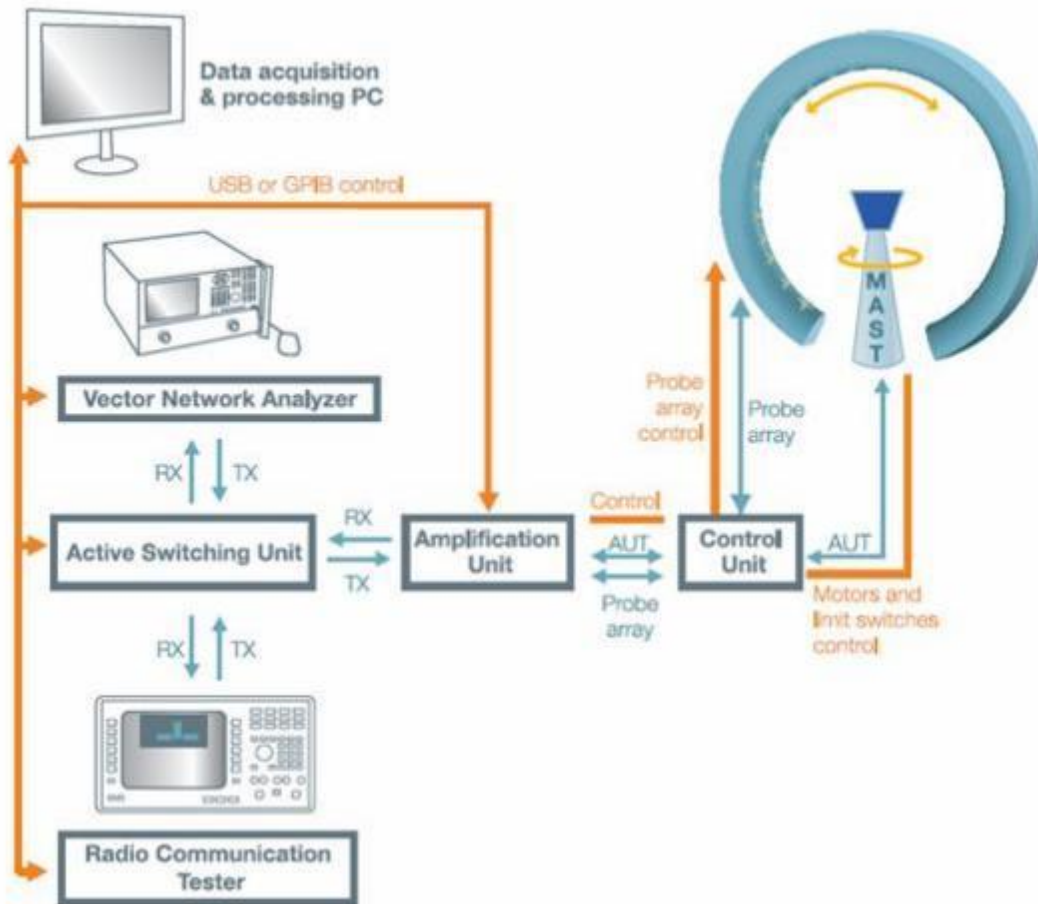 Data acquisition
& processing PC
USB or GPIB control
Vector Network Analyzer
RX
TX
Active Switching Unit
RX
TX
Amplification
Unit
Control
AUT
Probe
array
Control
Unit
Probe
array
control
Probe
array
MAST
AUT
Motors and
limit switches
control
RX
TX
Radio Communication
Tester